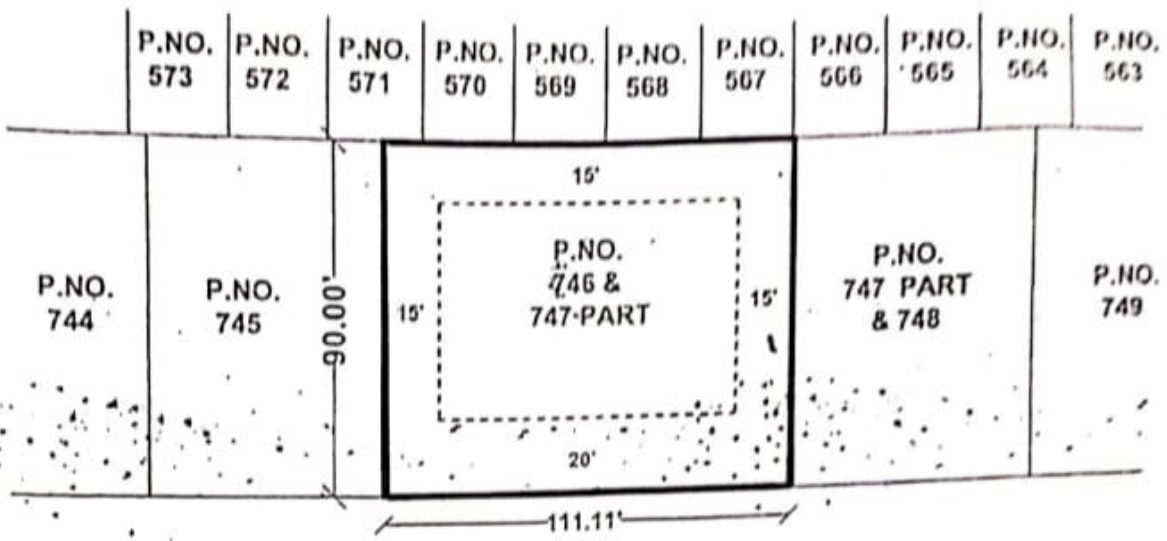 P.NO.
573
P.NO.
572
P.NO.
571
P.NO.
570
P.NO.
569
P.NO.
568
P.NO.
567
P.NO.
566
P.NO.
565
P.NO.
564
P.NO.
563
15'
P.NO.
744
P.NO.
745
90.00'
15'
P.NO.
746 &
747 PART
15'
P.NO.
747 PART
& 748
P.NO.
749
20'
111.11'